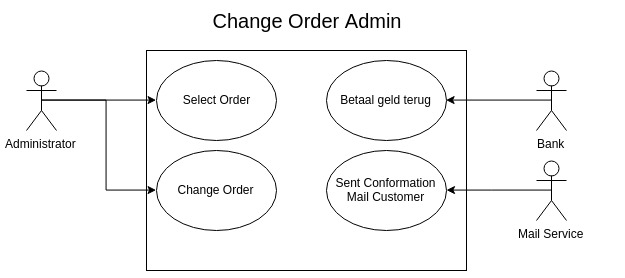 Change Order Admin
Select Order
Betaal geld terug
Administrator
Bank
Change Order
Sent Conformation
Mail Customer
Mail Service